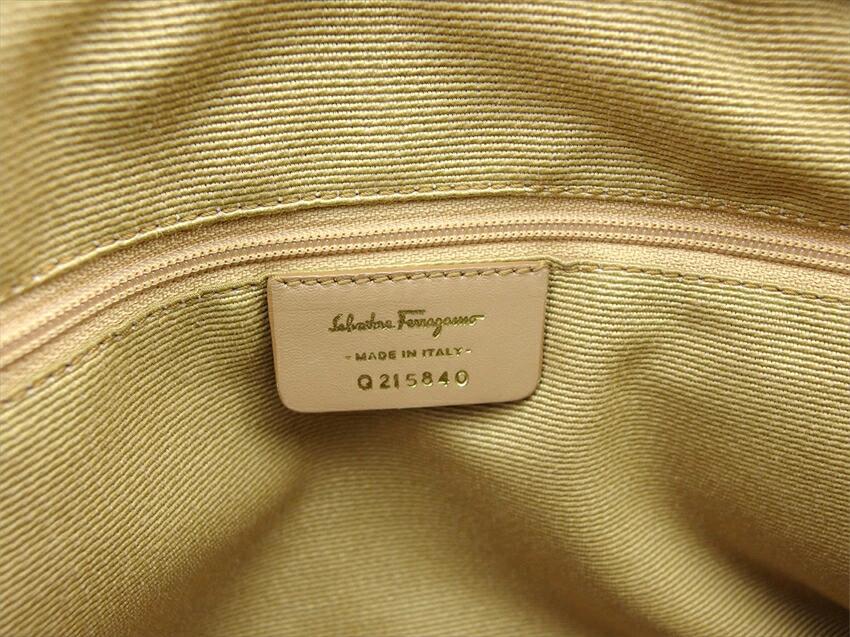 Salvatore Ferragamo
- MADE IN ITALY -
Q215840